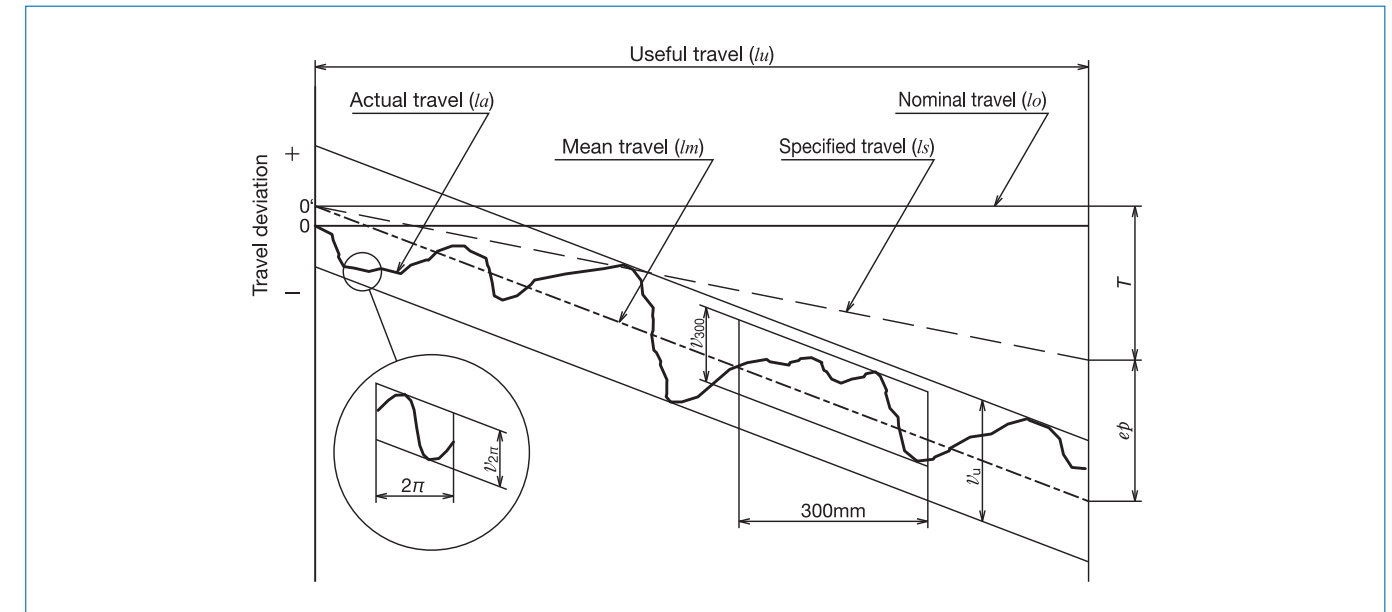 Useful travel (lu)
Actual travel (la)
Nominal travel (lo)
Mean travel (lm)
Specified travel (ls)
Travel deviation
+
0‘
0
—
T
v300
ep
vu
v2π
2π
300mm